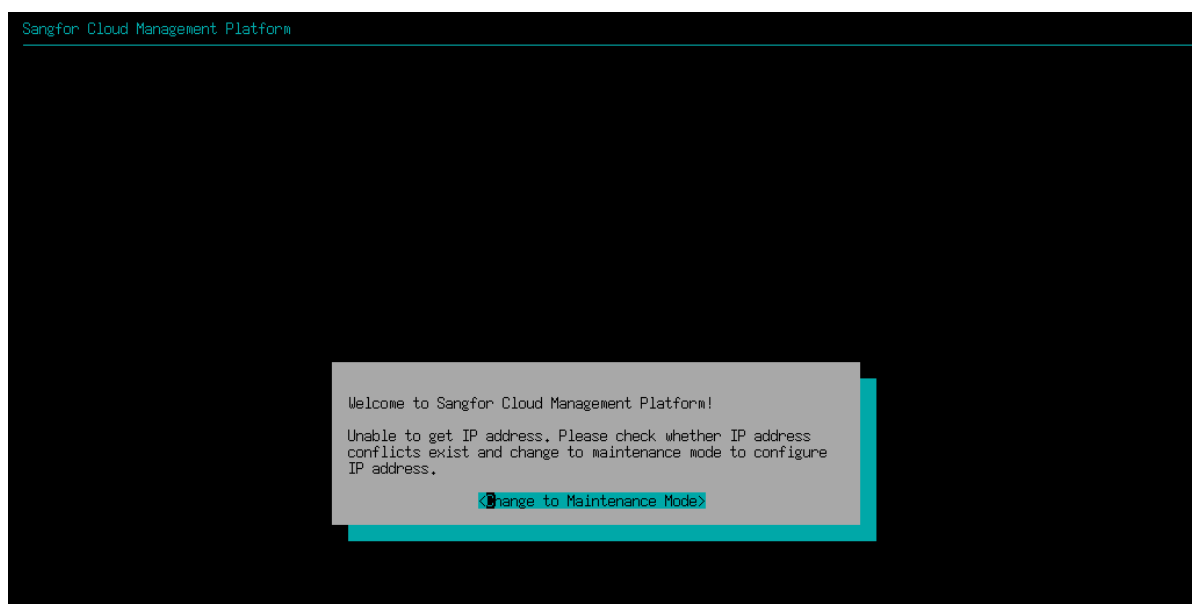 Sangfor Cloud Management Platform
Welcome to Sangfor Cloud Management Platform!
Unable to get IP address. Please check whether IP address
conflicts exist and change to maintenance mode to configure
IP address.
<Change to Maintenance Mode>